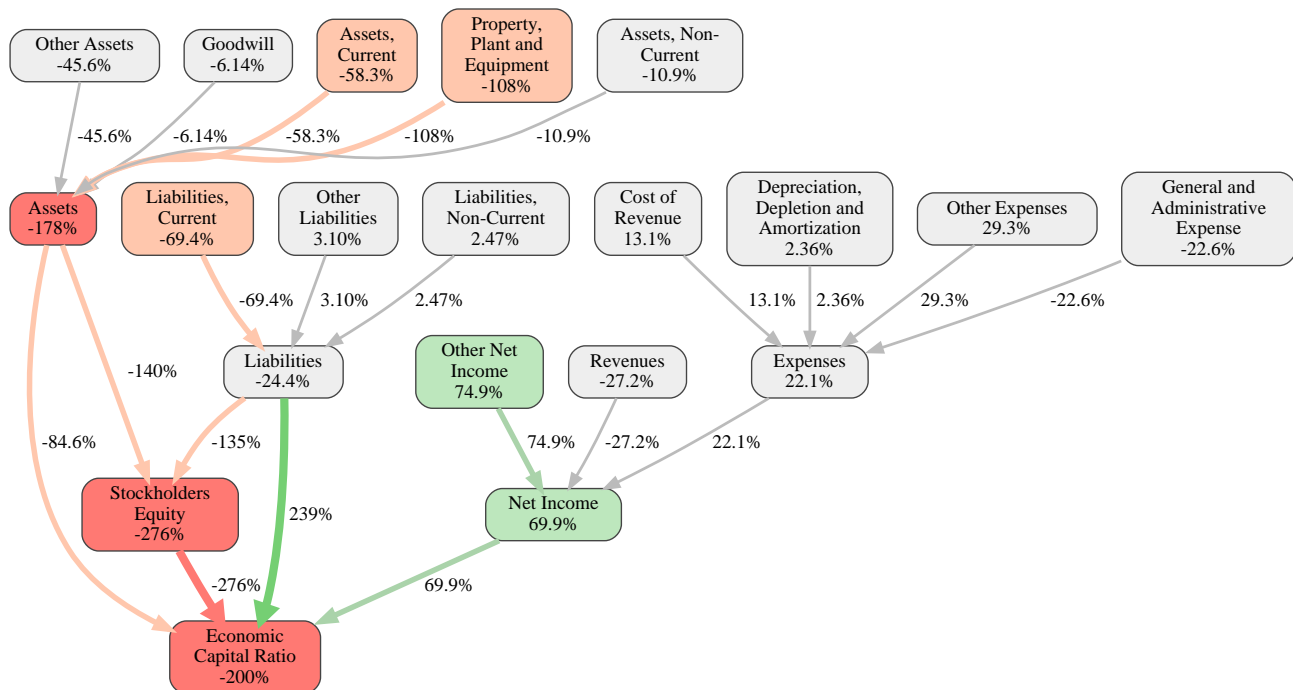 Other Assets
-45.6%
Goodwill
-6.14%
Assets,
Current
-58.3%
Property,
Plant and
Equipment
-108%
Assets, Non-
Current
-10.9%
-45.6%
-6.14%
-58.3%
-108%
-10.9%
Assets
-178%
Liabilities,
Current
-69.4%
Other
Liabilities
3.10%
Liabilities,
Non-Current
2.47%
Cost of
Revenue
13.1%
Depreciation,
Depletion and
Amortization
2.36%
Other Expenses
29.3%
General and
Administrative
Expense
-22.6%
-69.4%
3.10%
2.47%
13.1%
2.36%
29.3%
-22.6%
Liabilities
-24.4%
Other Net
Income
74.9%
Revenues
-27.2%
Expenses
22.1%
-140%
-84.6%
-135%
239%
74.9%
-27.2%
22.1%
Stockholders
Equity
-276%
Net Income
69.9%
-276%
69.9%
Economic
Capital Ratio
-200%